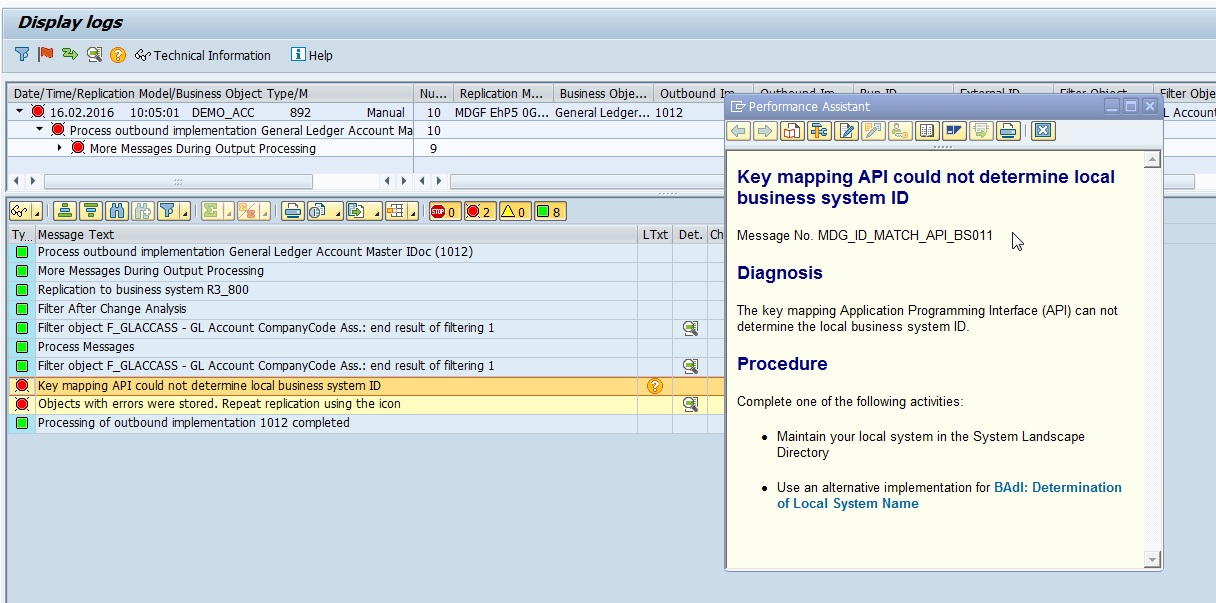 Display logs
Technical Information
Help
Date/Time/Replication Model/Business Object Type/M Nu... Replication M... Business Obje... Outbound Im...
16.02.2016 10:05:01 DEMO_ACC 892 Manual 10 MDGF EhP5 0G... General Ledger... 1012
Process outbound implementation General Ledger Account Ma 10
More Messages During Output Processing 9
Filter Obje
L Accoun
STOP 0 2 0 8
Ty... Message Text LTxt Det. Ch
Process outbound implementation General Ledger Account Master IDoc (1012)
More Messages During Output Processing
Replication to business system R3_800
Filter After Change Analysis
Filter object F_GLACCASS - GL Account CompanyCode Ass.: end result of filtering 1
Process Messages
Filter object F_GLACCASS - GL Account CompanyCode Ass.: end result of filtering 1
Key mapping API could not determine local business system ID
Objects with errors were stored. Repeat replication using the icon
Processing of outbound implementation 1012 completed
Performance Assistant
Key mapping API could not determine local
business system ID
Message No. MDG_ID_MATCH_API_BS011
Diagnosis
The key mapping Application Programming Interface (API) can not
determine the local business system ID.
Procedure
Complete one of the following activities:
Maintain your local system in the System Landscape
Directory
Use an alternative implementation for BAdI: Determination
of Local System Name